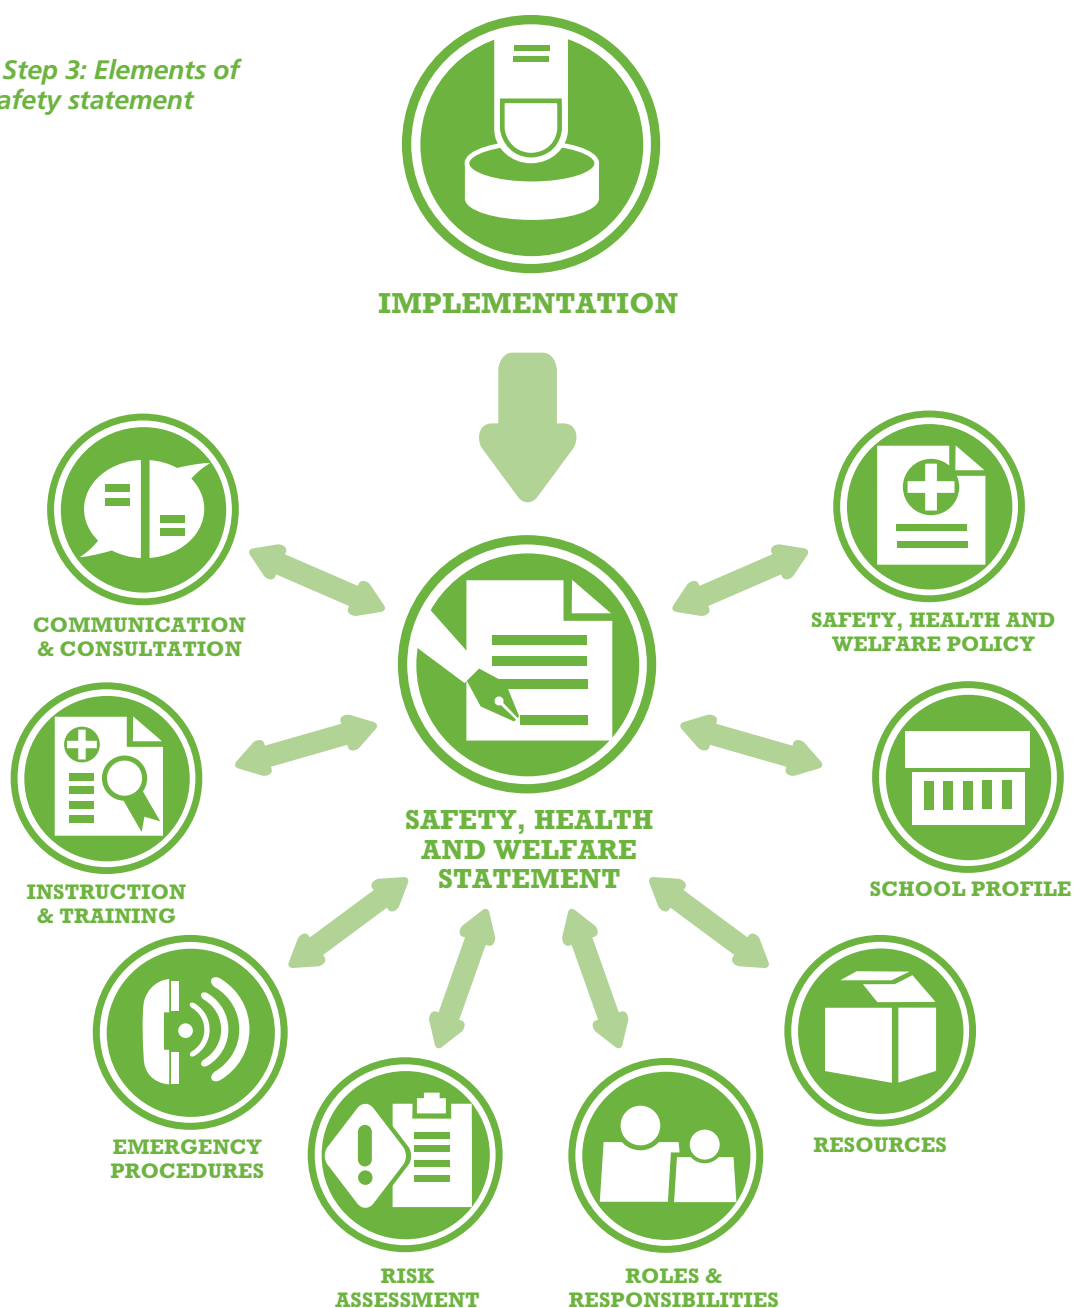 Step 3: Elements of
afety statement
IMPLEMENTATION
COMMUNICATION
& CONSULTATION
SAFETY, HEALTH AND
WELFARE POLICY
INSTRUCTION
& TRAINING
SAFETY, HEALTH
AND WELFARE
STATEMENT
SCHOOL PROFILE
EMERGENCY
PROCEDURES
RESOURCES
RISK
ASSESSMENT
ROLES &
RESPONSIBILITIES